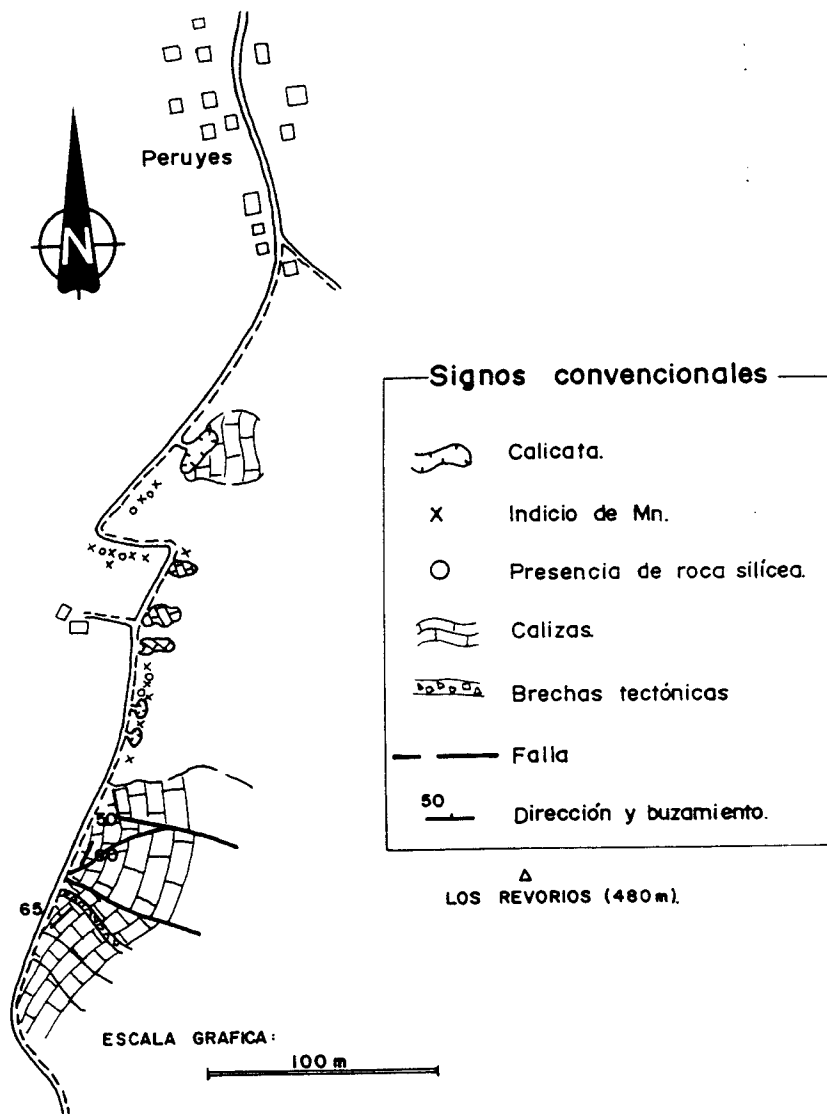 Peruyes
N
Signos convencionales
Calicata.
x Indicio de Mn.
Presencia de roca silícea.
Calizas.
Brechas tectónicas
Falla
50 Dirección y buzamiento.
LOS REVORIOS (480 m).
25
25
50
65
ESCALA GRAFICA:
100 m